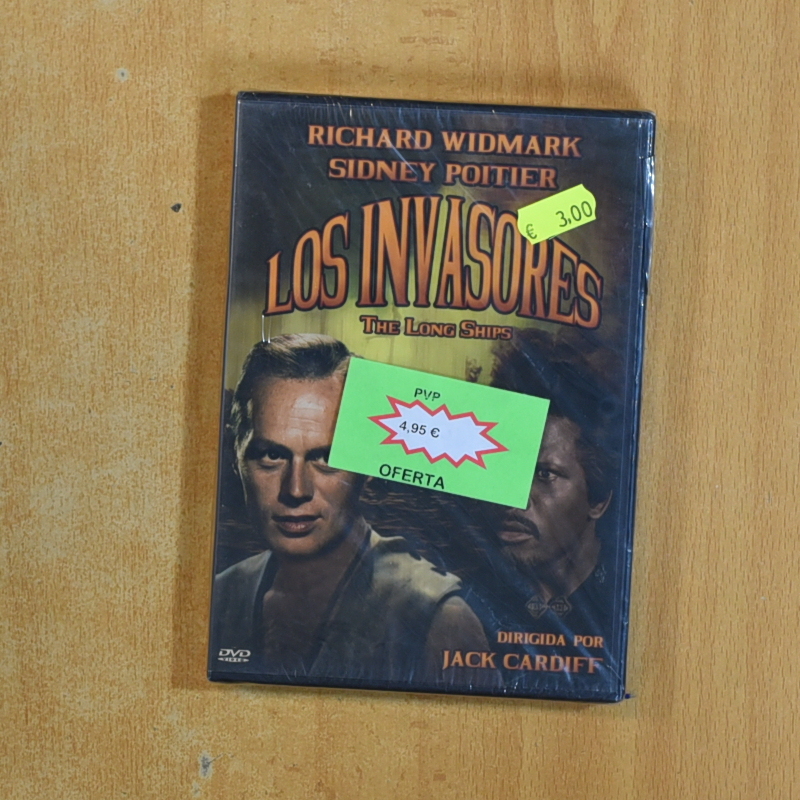 RICHARD WIDMARK
SIDNEY POITIER
€ 3,00
LOS INVASORES
THE LONG SHIPS
PVP
4,95 €
OFERTA
DIRIGIDA POR
JACK CARDIFF
DVD
VIDEO